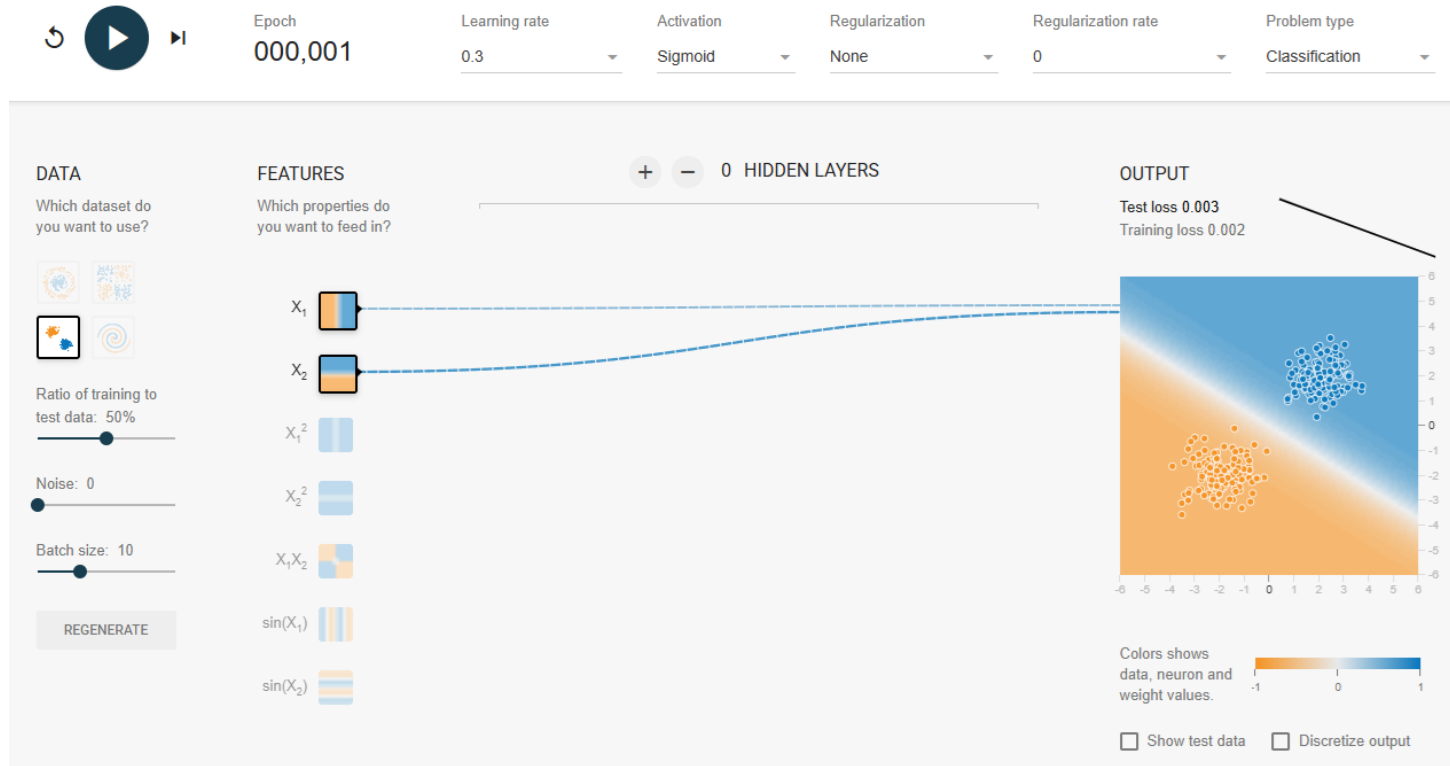 Epoch
000,001
Learning rate
0.3
Activation
Sigmoid
Regularization
None
Regularization rate
0
Problem type
Classification
DATA
Which dataset do
you want to use?
Ratio of training to
test data: 50%
Noise: 0
Batch size: 10
REGENERATE
FEATURES
Which properties do
you want to feed in?
X1
X2
X1²
X2²
X1X2
sin(X1)
sin(X2)
+ − 0 HIDDEN LAYERS
OUTPUT
Test loss 0.003
Training loss 0.002
6
5
4
3
2
1
0
-1
-2
-3
-4
-5
-6
-6 -5 -4 -3 -2 -1 0 1 2 3 4 5 6
Colors shows
data, neuron and
weight values.
-1 0 1
Show test data
Discretize output